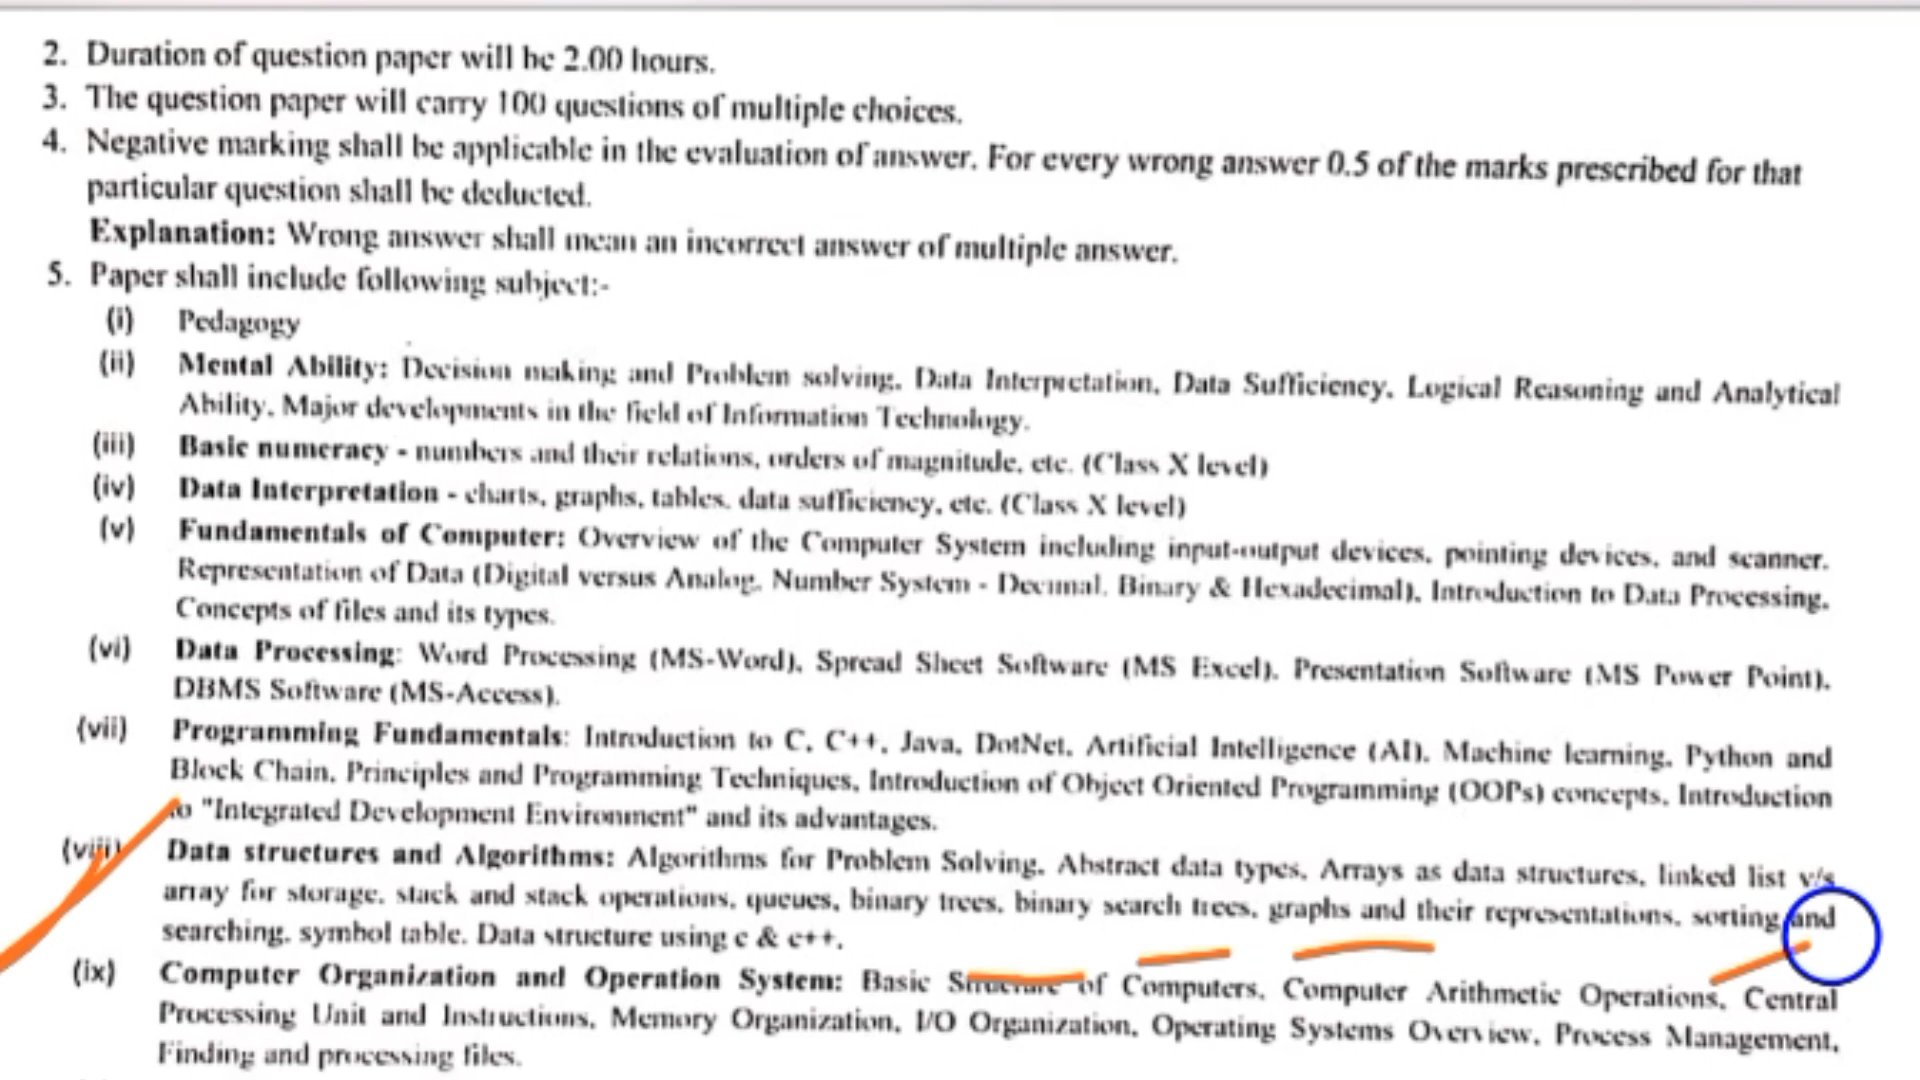 2. Duration of question paper will be 2.00 hours.
3. The question paper will carry 100 questions of multiple choices.
4. Negative marking shall be applicable in the evaluation of answer. For every wrong answer 0.5 of the marks prescribed for that
particular question shall be deducted.
Explanation: Wrong answer shall mean an incorrect answer of multiple answer.
5. Paper shall include following subject:-
(i) Pedagogy
(ii) Mental Ability: Decision making and Problem solving, Data Interpretation, Data Sufficiency, Logical Reasoning and Analytical
Ability, Major developments in the field of Information Technology.
(iii) Basic numeracy - numbers and their relations, orders of magnitude, etc. (Class X level)
(iv) Data Interpretation - charts, graphs, tables, data sufficiency, etc. (Class X level)
(v) Fundamentals of Computer: Overview of the Computer System including input-output devices, pointing devices, and scanner.
Representation of Data (Digital versus Analog, Number System - Decimal, Binary & Hexadecimal), Introduction to Data Processing,
Concepts of files and its types.
(vi) Data Processing: Word Processing (MS-Word), Spread Sheet Software (MS Excel), Presentation Software (MS Power Point),
DBMS Software (MS-Access).
(vii) Programming Fundamentals: Introduction to C, C++, Java, DotNet, Artificial Intelligence (AI), Machine learning, Python and
Block Chain, Principles and Programming Techniques, Introduction of Object Oriented Programming (OOPs) concepts, Introduction
to "Integrated Development Environment" and its advantages.
(viii) Data structures and Algorithms: Algorithms for Problem Solving, Abstract data types, Arrays as data structures, linked list v/s
array for storage, stack and stack operations, queues, binary trees, binary search trees, graphs and their representations, sorting and
searching, symbol table. Data structure using c & c++.
(ix) Computer Organization and Operation System: Basic Structure of Computers, Computer Arithmetic Operations, Central
Processing Unit and Instructions, Memory Organization, I/O Organization, Operating Systems Overview, Process Management,
Finding and processing files.